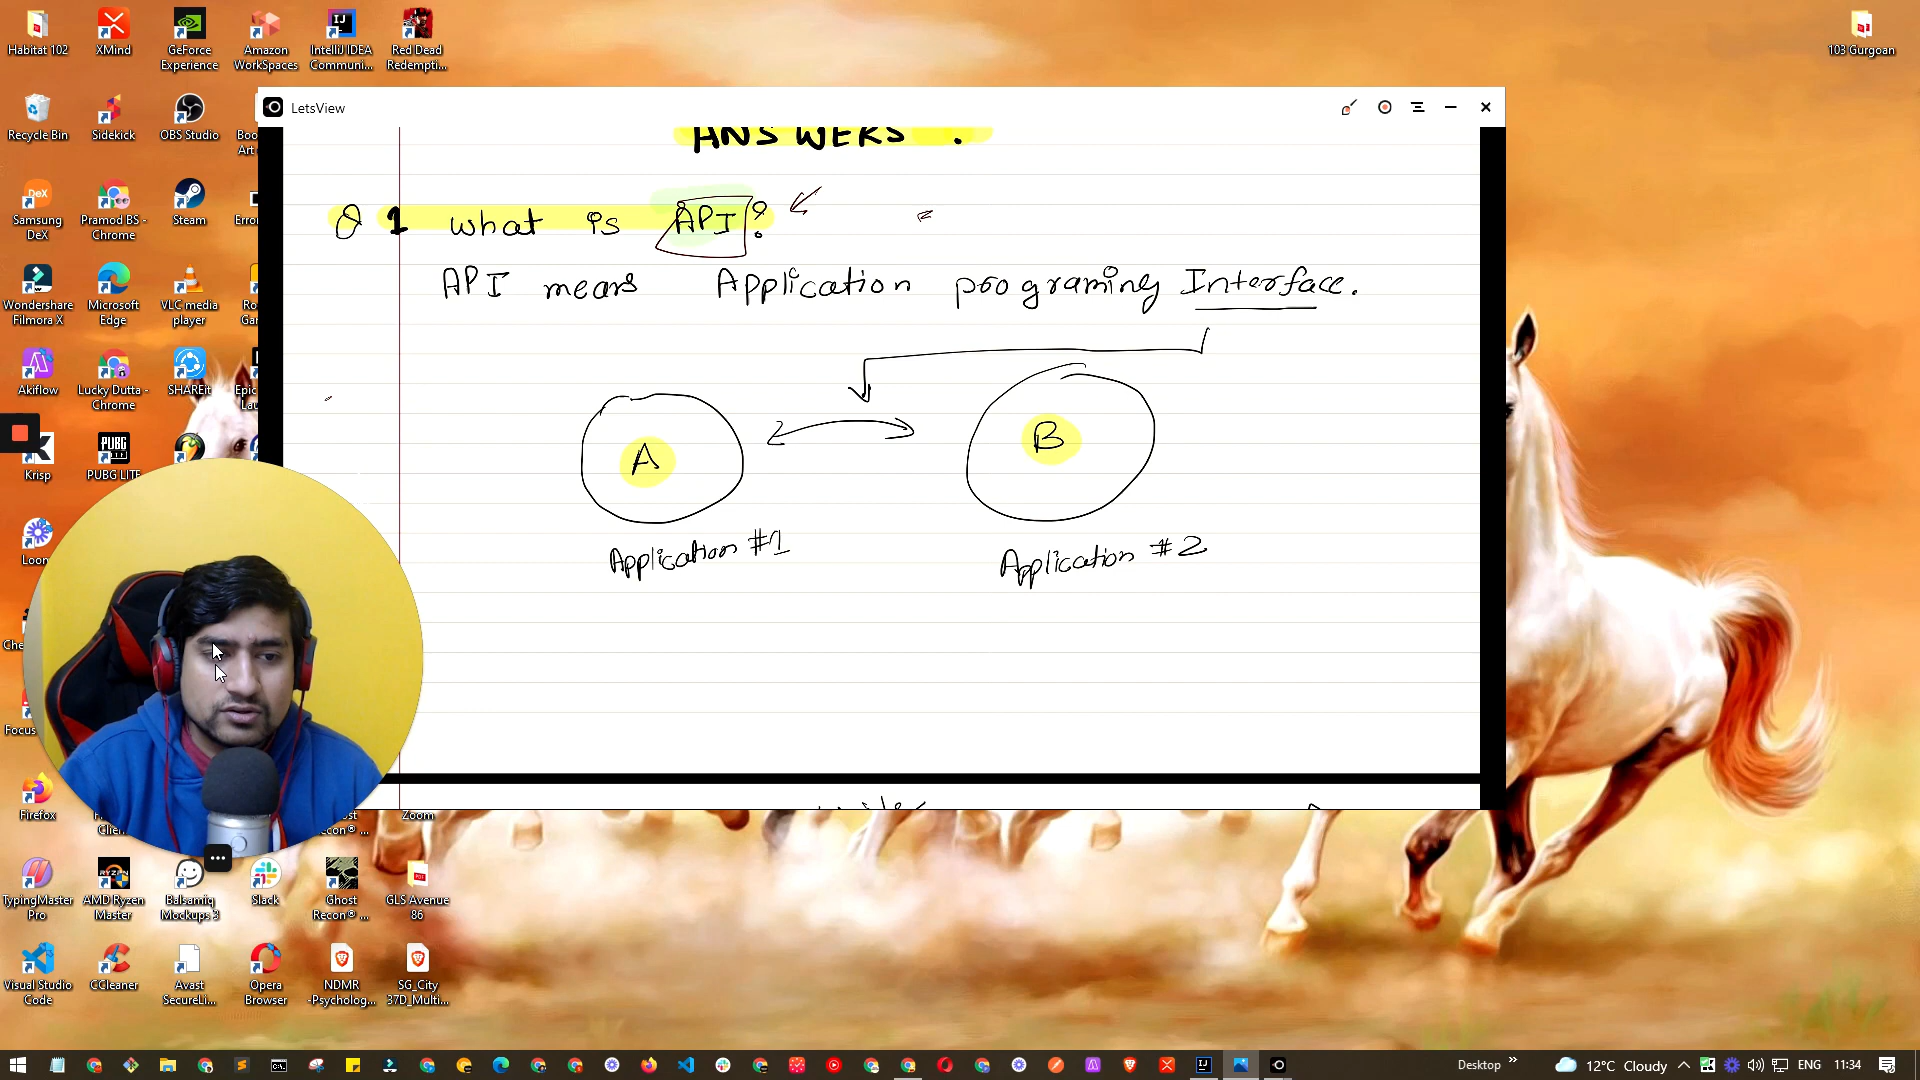 Habitat 102
XMind
GeForce Experience
Amazon WorkSpaces
IntelliJ IDEA Communi...
Red Dead Redempti...
103 Gurgoan
Recycle Bin
Sidekick
OBS Studio
LetsView
ANSWERS .
Q 1 what is API?
API means Application programing Interface.
A
B
Application #1
Application #2
Samsung DeX
Pramod BS - Chrome
Steam
Wondershare Filmora X
Microsoft Edge
VLC media player
Akiflow
Lucky Dutta - Chrome
SHAREit
Krisp
PUBG LITE
Firefox
Zoom
TypingMaster Pro
AMD Ryzen Master
Balsamiq Mockups 3
Slack
Ghost Recon® ...
GLS Avenue 86
Visual Studio Code
CCleaner
Avast SecureLi...
Opera Browser
NDMR -Psycholog...
SG_City 37D_Multi...
Desktop
12°C Cloudy
ENG
11:34